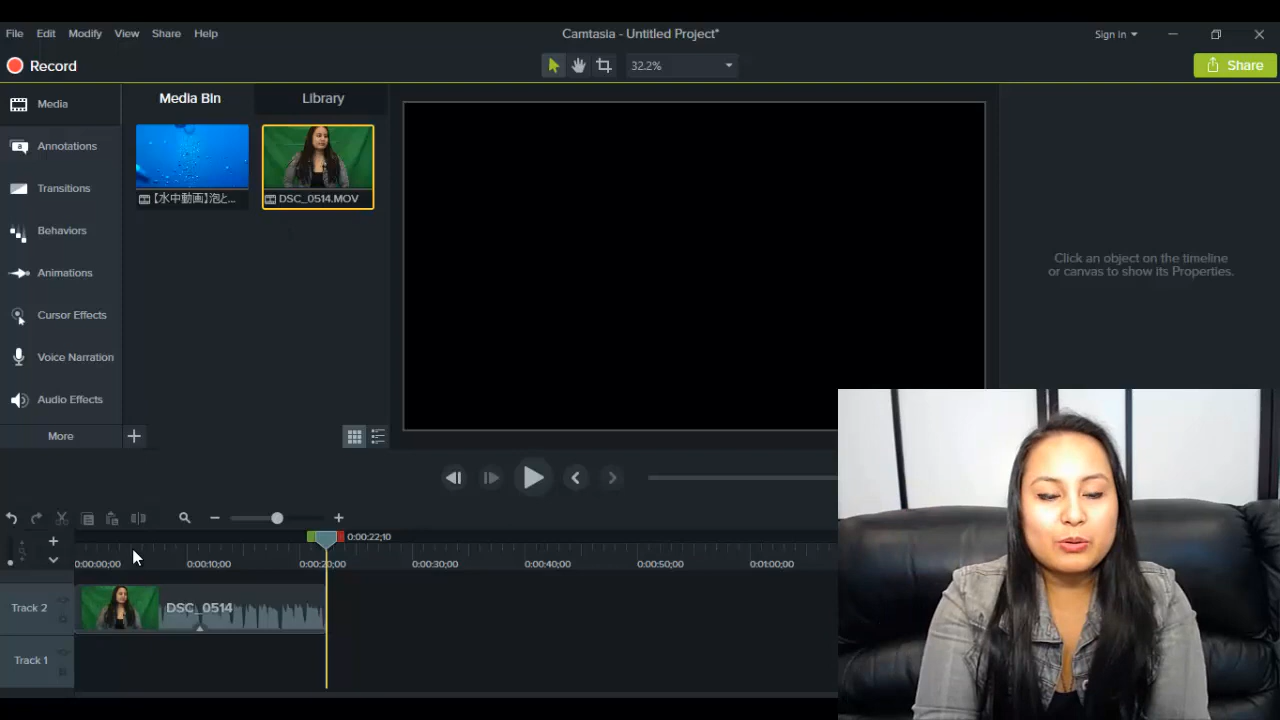 File Edit Modify View Share Help
Camtasia - Untitled Project*
Sign in
Record
32.2%
Share
Media
Media Bin
Library
Annotations
Transitions
【水中動画】泡と...
DSC_0514.MOV
Behaviors
Animations
Click an object on the timeline
or canvas to show its Properties.
Cursor Effects
Voice Narration
Audio Effects
More
0:00:22;10
0:00:00;00 0:00:10;00 0:00:20;00 0:00:30;00 0:00:40;00 0:00:50;00 0:01:00;00
Track 2
DSC_0514
Track 1